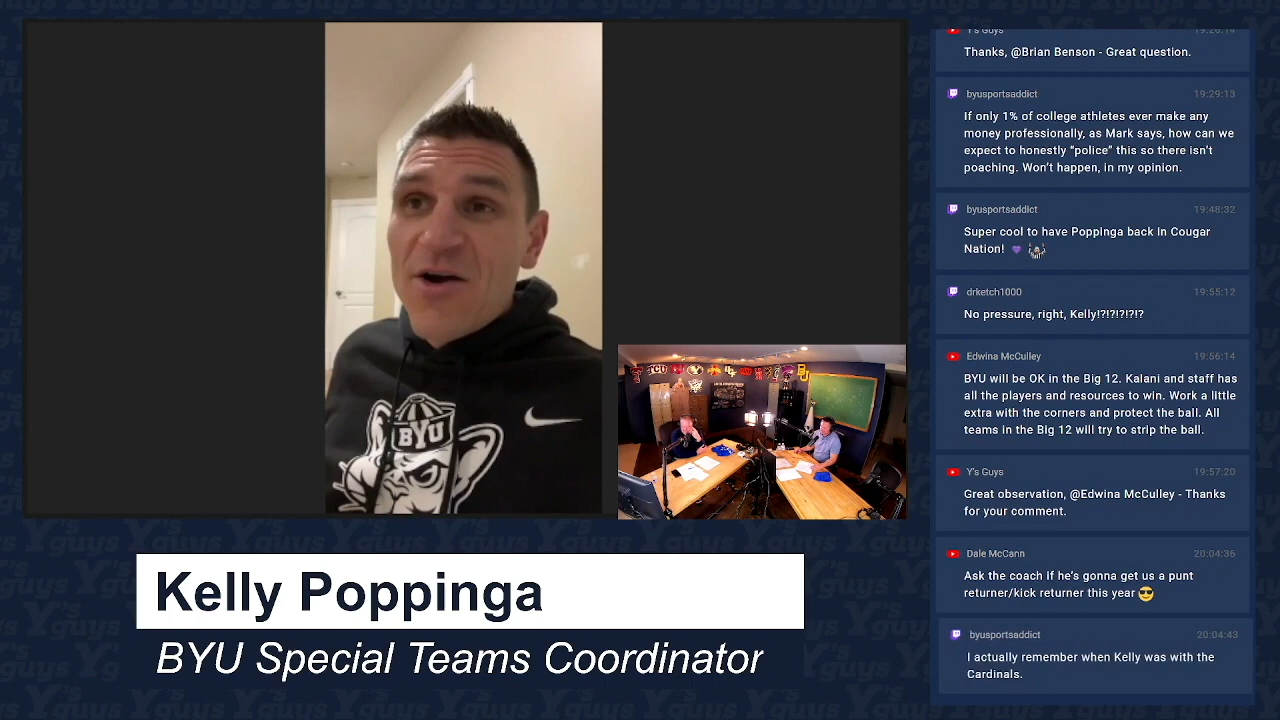 BYU
Kelly Poppinga
BYU Special Teams Coordinator
Y's Guys
Thanks, @Brian Benson - Great question.
byusportsaddict 19:29:13
If only 1% of college athletes ever make any
money professionally, as Mark says, how can we
expect to honestly “police” this so there isn't
poaching. Won't happen, in my opinion.
byusportsaddict 19:48:32
Super cool to have Poppinga back in Cougar
Nation!
drketch1000 19:55:12
No pressure, right, Kelly!?!?!?!?!?
Edwina McCulley 19:56:14
BYU will be OK in the Big 12. Kalani and staff has
all the players and resources to win. Work a little
extra with the corners and protect the ball. All
teams in the Big 12 will try to strip the ball.
Y's Guys 19:57:20
Great observation, @Edwina McCulley - Thanks
for your comment.
Dale McCann 20:04:36
Ask the coach if he's gonna get us a punt
returner/kick returner this year
byusportsaddict 20:04:43
I actually remember when Kelly was with the
Cardinals.